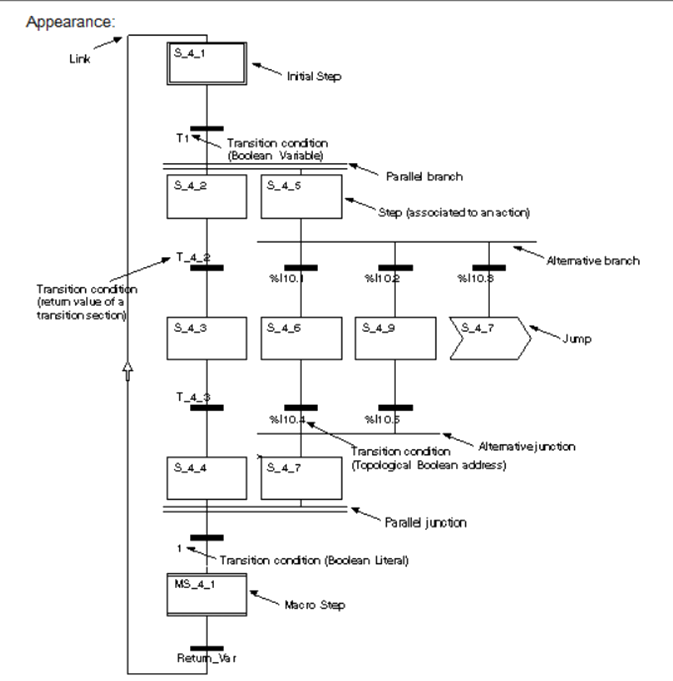 Appearance:
Link
S_4_1
Initial Step
T1
Transition condition
(Boolean Variable)
Parallel branch
S_4_2
S_4_5
Step (associated to an action)
T_4_2
Alternative branch
%I10.1
%I10.2
%I10.3
Transition condition
(return value of a
transition section)
S_4_3
S_4_6
S_4_9
S_4_7
Jump
T_4_3
%I10.4
%I10.5
Alternative junction
Transition condition
(Topological Boolean address)
S_4_4
S_4_7
Parallel junction
1
Transition condition (Boolean Literal)
MS_4_1
Macro Step
Return_Var